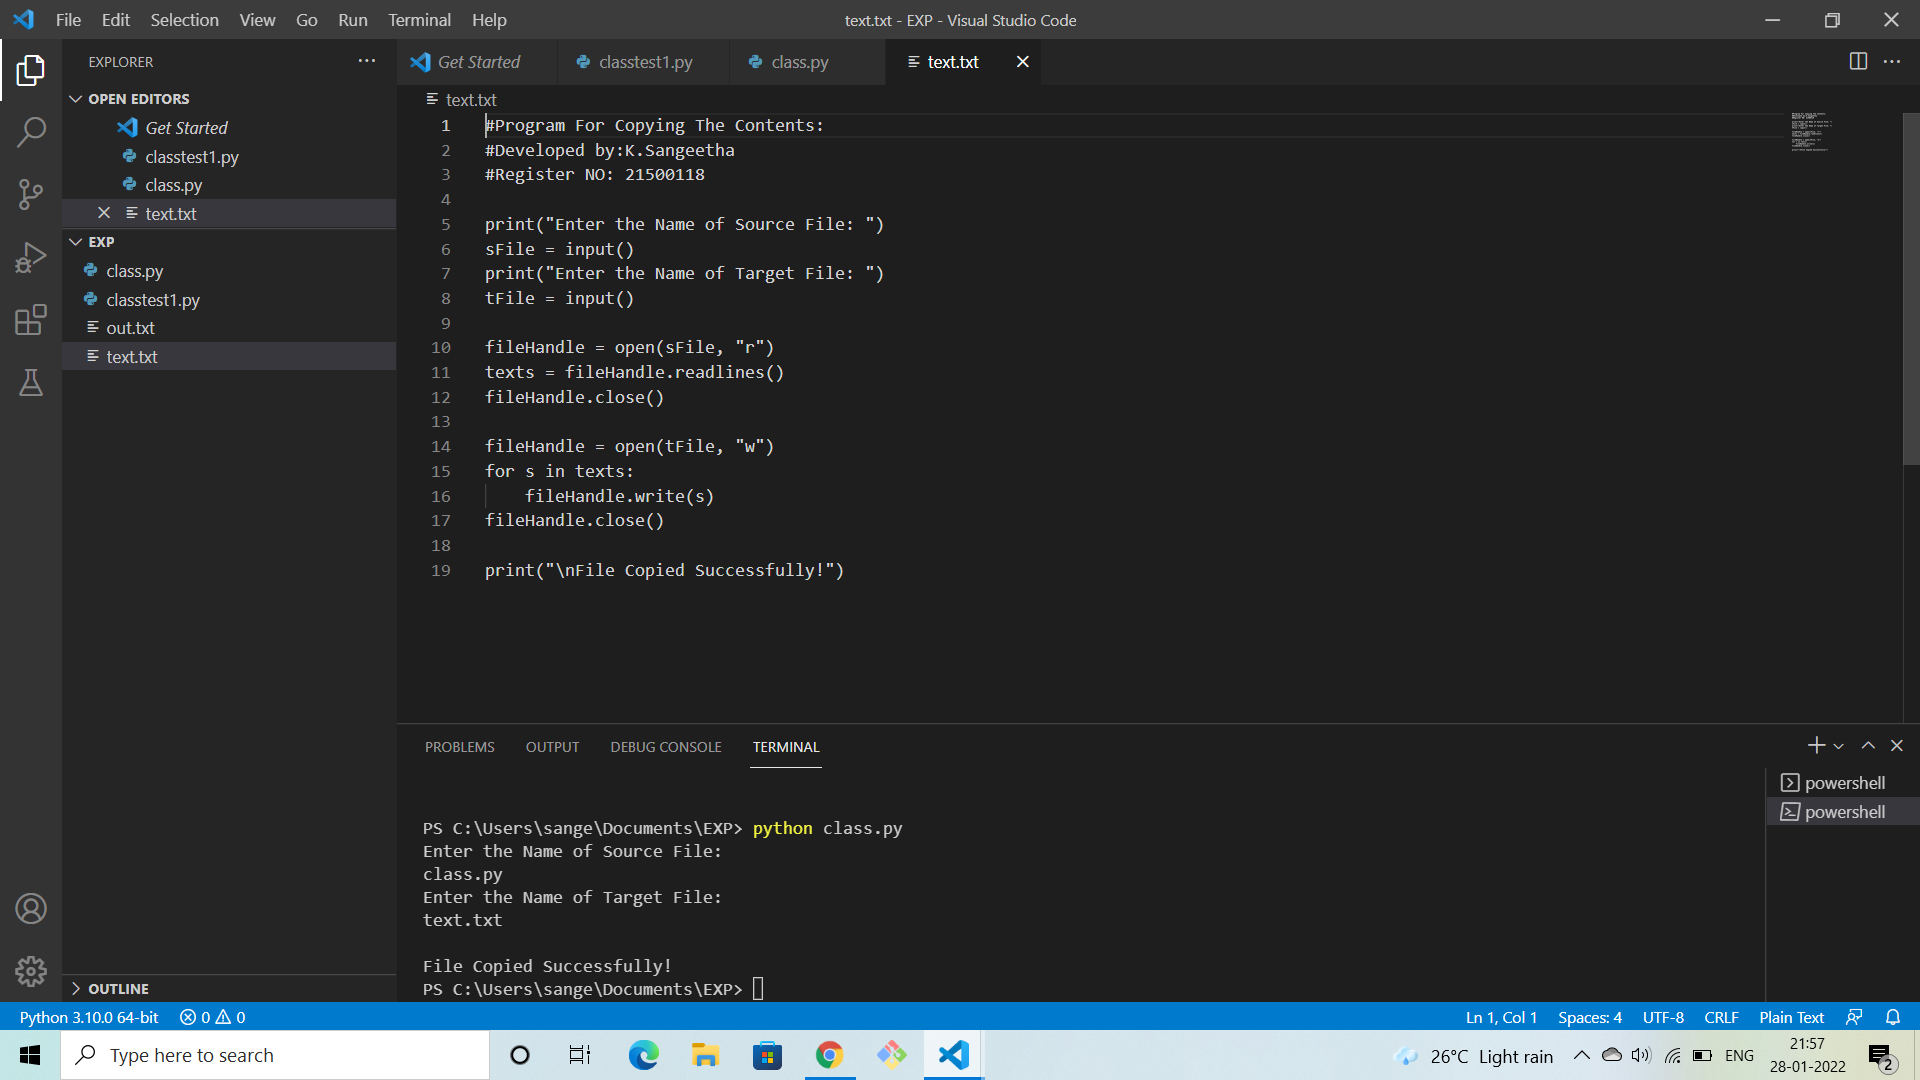 File Edit Selection View Go Run Terminal Help
text.txt - EXP - Visual Studio Code
EXPLORER
OPEN EDITORS
Get Started
classtest1.py
class.py
text.txt
EXP
class.py
classtest1.py
out.txt
text.txt
OUTLINE
Get Started classtest1.py class.py text.txt
text.txt
1 #Program For Copying The Contents:
2 #Developed by:K.Sangeetha
3 #Register NO: 21500118
4
5 print("Enter the Name of Source File: ")
6 sFile = input()
7 print("Enter the Name of Target File: ")
8 tFile = input()
9
10 fileHandle = open(sFile, "r")
11 texts = fileHandle.readlines()
12 fileHandle.close()
13
14 fileHandle = open(tFile, "w")
15 for s in texts:
16     fileHandle.write(s)
17 fileHandle.close()
18
19 print("\nFile Copied Successfully!")
PROBLEMS OUTPUT DEBUG CONSOLE TERMINAL
powershell
powershell
PS C:\Users\sange\Documents\EXP> python class.py
Enter the Name of Source File:
class.py
Enter the Name of Target File:
text.txt
File Copied Successfully!
PS C:\Users\sange\Documents\EXP>
Python 3.10.0 64-bit 0 0 Ln 1, Col 1 Spaces: 4 UTF-8 CRLF Plain Text
Type here to search
26°C Light rain ENG
21:57
28-01-2022
2